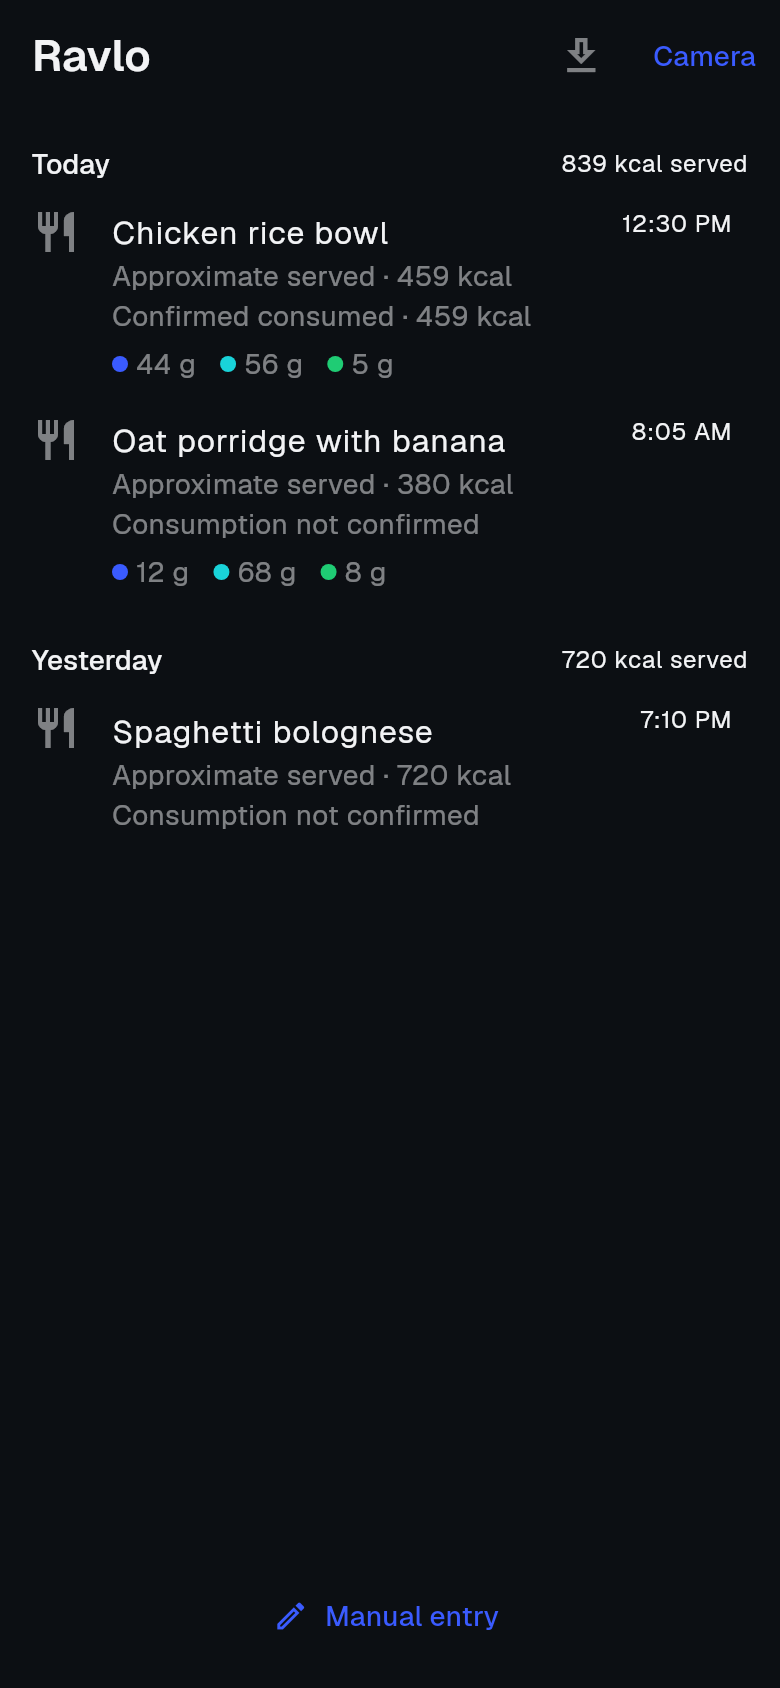 Ravlo
Camera
Today
839 kcal served
Chicken rice bowl
12:30 PM
Approximate served · 459 kcal
Confirmed consumed · 459 kcal
44 g 56 g 5 g
Oat porridge with banana
8:05 AM
Approximate served · 380 kcal
Consumption not confirmed
12 g 68 g 8 g
Yesterday
720 kcal served
Spaghetti bolognese
7:10 PM
Approximate served · 720 kcal
Consumption not confirmed
Manual entry